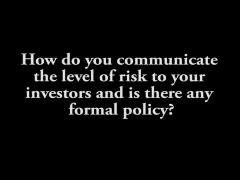 How do you communicate
the level of risk to your
investors and is there any
formal policy?